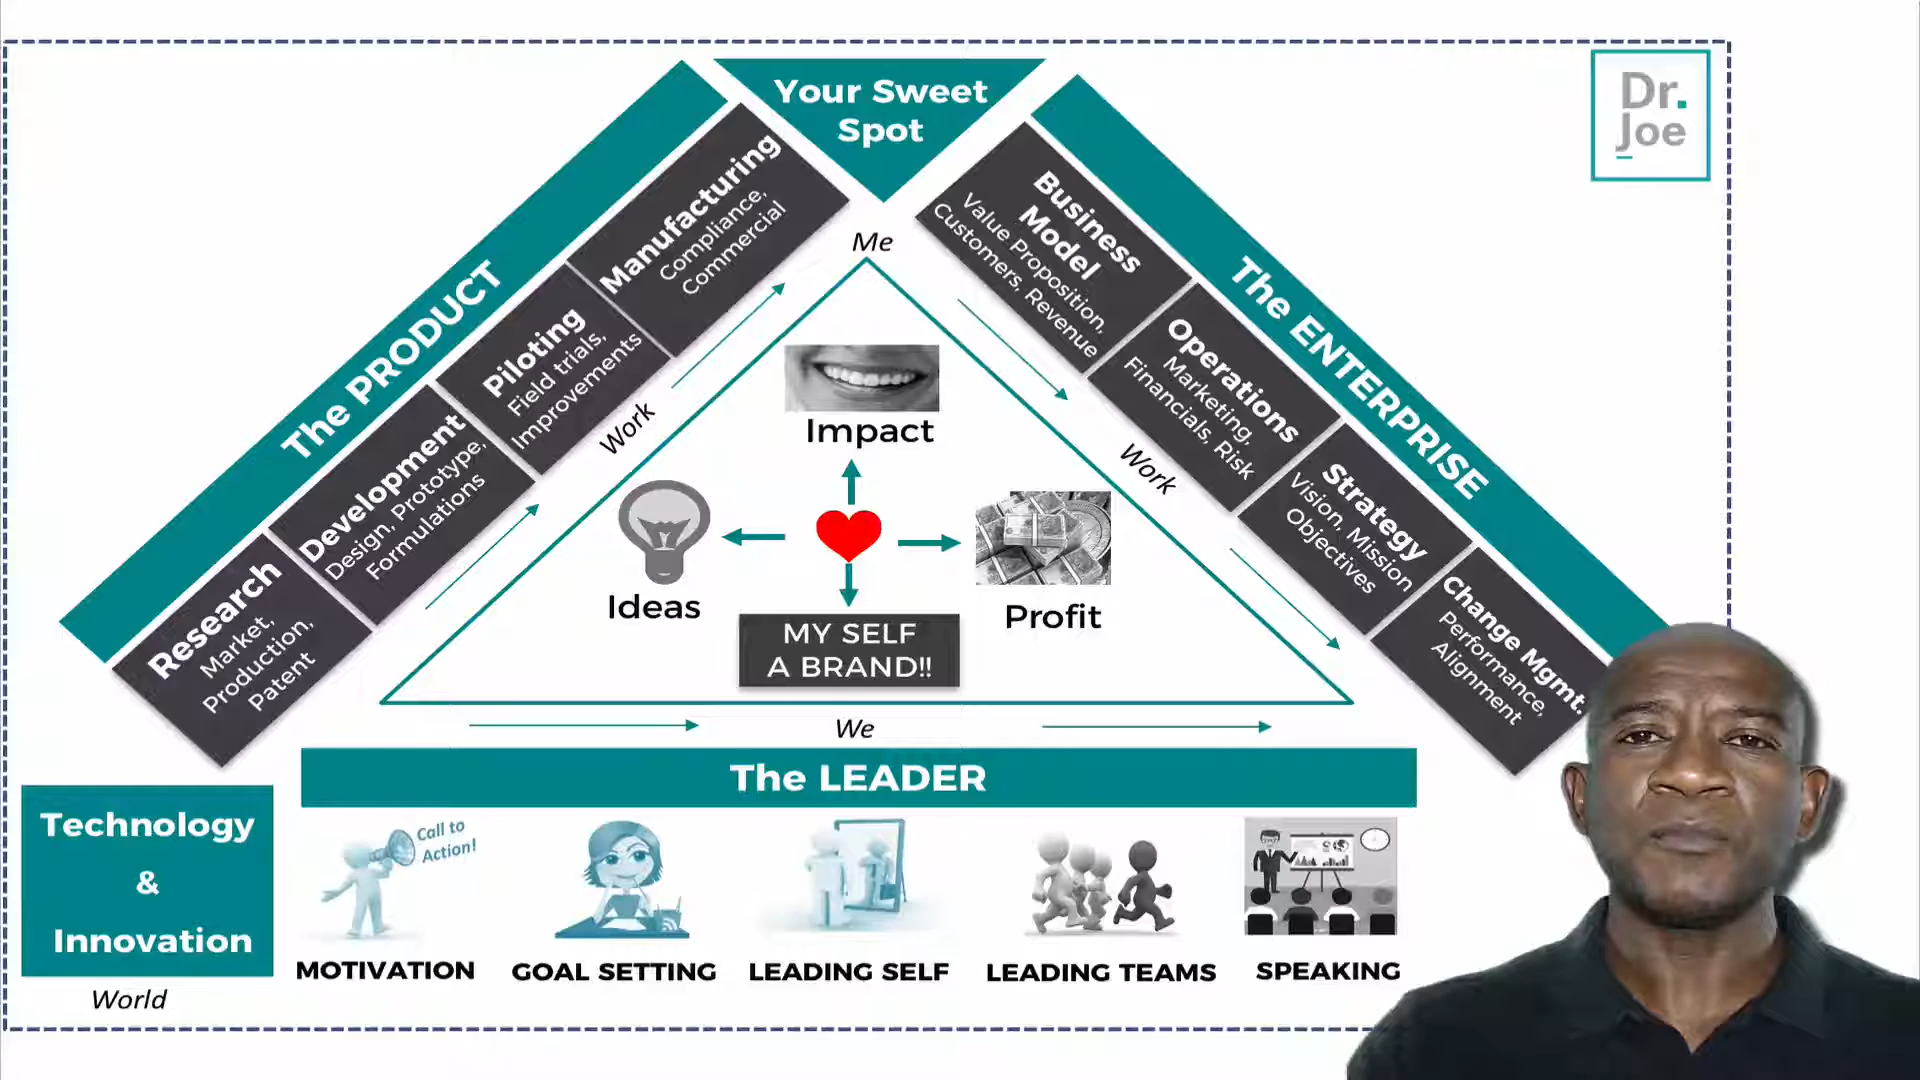 Your Sweet
Spot
Dr.
Joe
The PRODUCT
Research
Market,
Production,
Patent
Development
Design, Prototype,
Formulations
Piloting
Field trials,
Improvements
Manufacturing
Compliance,
Commercial
The ENTERPRISE
Business
Model
Value Proposition,
Customers, Revenue
Operations
Marketing,
Financials, Risk
Strategy
Vision, Mission
Objectives
Change Mgmt.
Performance,
Alignment
Me
Work
Work
Impact
Ideas
Profit
MY SELF
A BRAND!!
We
The LEADER
Technology
&
Innovation
World
Call to
Action!
MOTIVATION
GOAL SETTING
LEADING SELF
LEADING TEAMS
SPEAKING